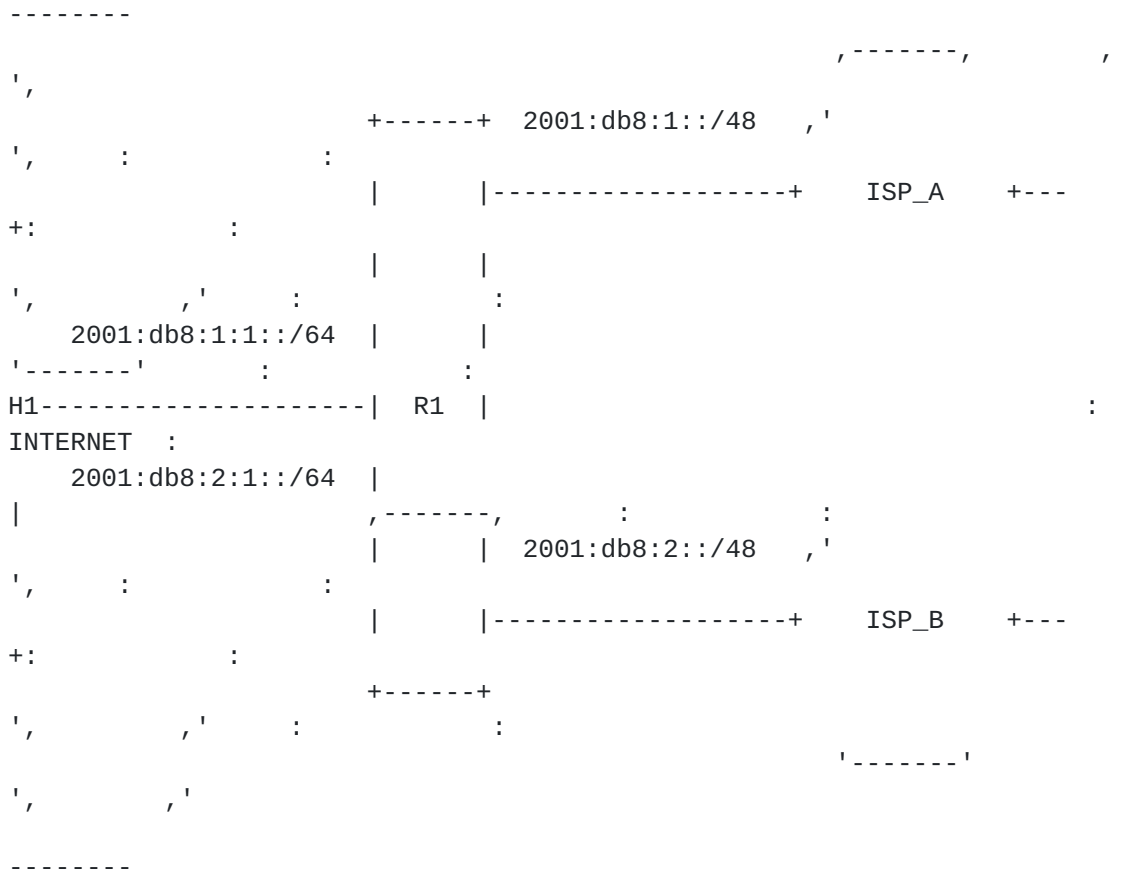 --------
,-------, ,
',
+------+ 2001:db8:1::/48 ,'
', : :
| |-------------------+ ISP_A +---
+: :
| |
', ,' : :
2001:db8:1:1::/64 | |
'-------' : :
H1---------------------| R1 | :
INTERNET :
2001:db8:2:1::/64 |
| ,-------, : :
| | 2001:db8:2::/48 ,'
', : :
| |-------------------+ ISP_B +---
+: :
+------+
', ,' : :
'-------'
', ,'
--------